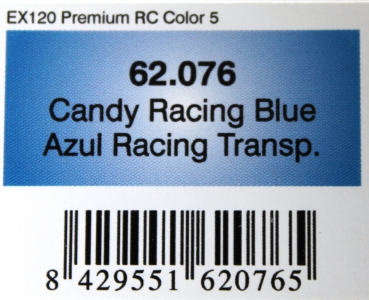 EX120 Premium RC Color 5
62.076
Candy Racing Blue
Azul Racing Transp.
8 429551 620765